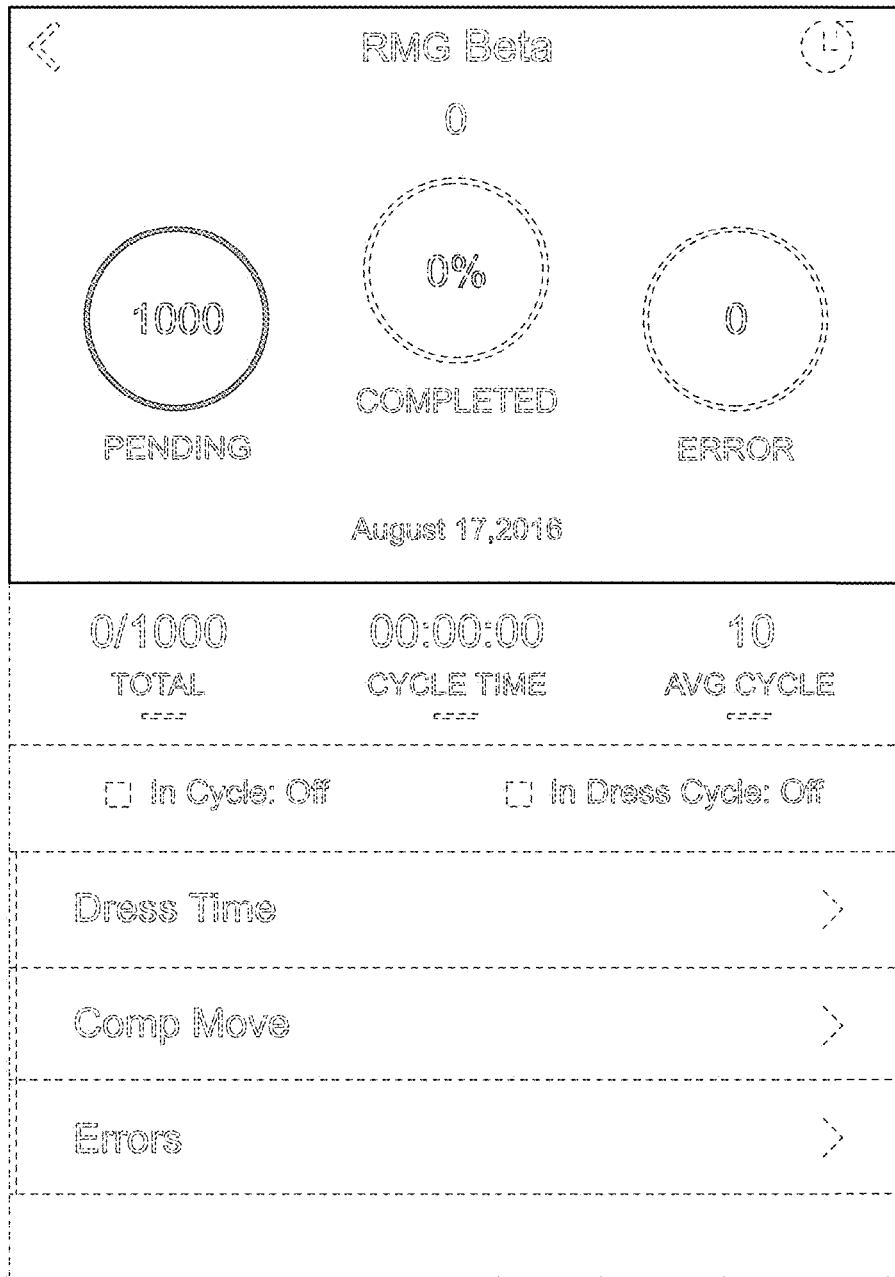 RMG Beta
0
1000
0%
0
PENDING
COMPLETED
ERROR
August 17,2016
0/1000 00:00:00 10
TOTAL CYCLE TIME AVG CYCLE
In Cycle: Off In Dress Cycle: Off
Dress Time
Comp Move
Errors